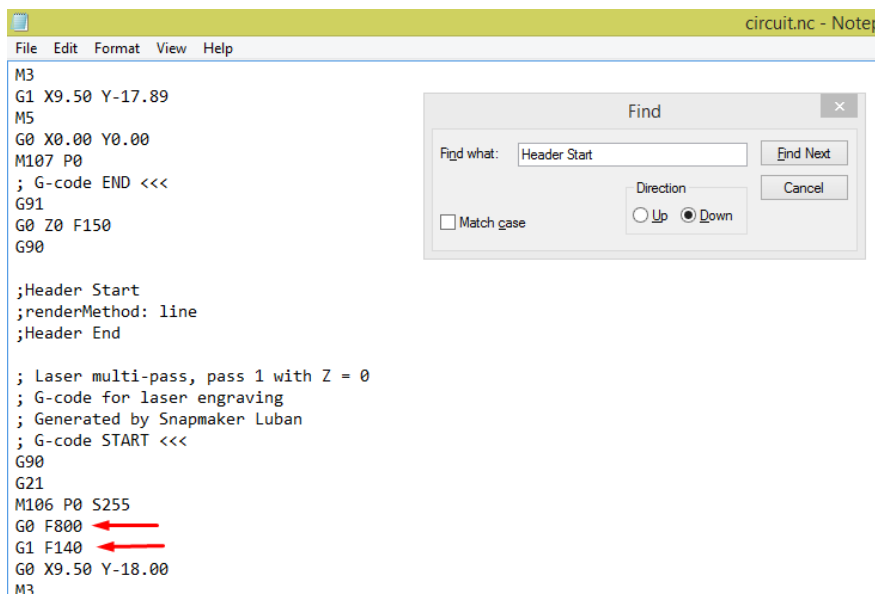 circuit.nc - Notep
File Edit Format View Help
M3
G1 X9.50 Y-17.89
M5
G0 X0.00 Y0.00
M107 P0
; G-code END <<<
G91
G0 Z0 F150
G90
;Header Start
;renderMethod: line
;Header End
; Laser multi-pass, pass 1 with Z = 0
; G-code for laser engraving
; Generated by Snapmaker Luban
; G-code START <<<
G90
G21
M106 P0 S255
G0 F800
G1 F140
G0 X9.50 Y-18.00
M3
Find
Find what: Header Start Find Next
Direction Cancel
Match case Up Down